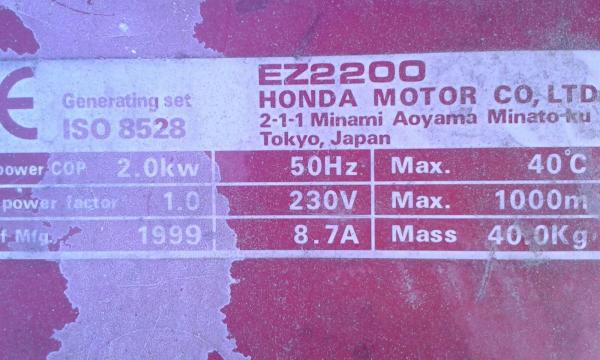 CE
EZ2200
Generating set
HONDA MOTOR CO, LTD
ISO 8528
2-1-1 Minami Aoyama Minato-ku
Tokyo, Japan
power COP 2.0kw 50Hz Max. 40°C
power factor 1.0 230V Max. 1000m
f Mfg. 1999 8.7A Mass 40.0Kg